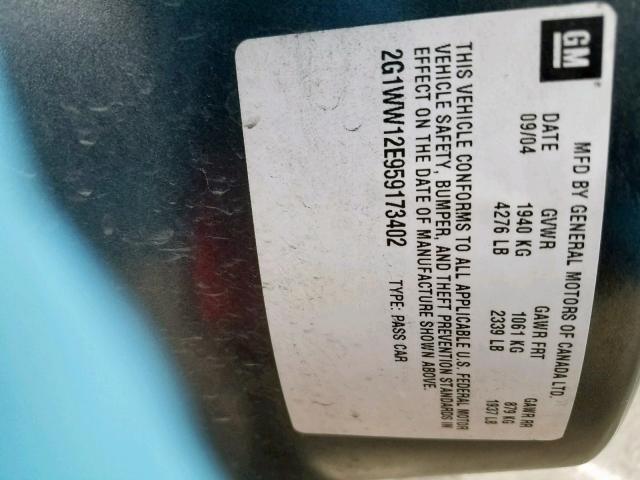 GM
MFD BY GENERAL MOTORS OF CANADA LTD.
DATE GVWR GAWR FRT GAWR RR
09/04 1940 KG 1061 KG 879 KG
4276 LB 2339 LB 1937 LB
THIS VEHICLE CONFORMS TO ALL APPLICABLE U.S. FEDERAL MOTOR
VEHICLE SAFETY, BUMPER, AND THEFT PREVENTION STANDARDS IN
EFFECT ON THE DATE OF MANUFACTURE SHOWN ABOVE.
2G1WW12E959173402 TYPE: PASS CAR